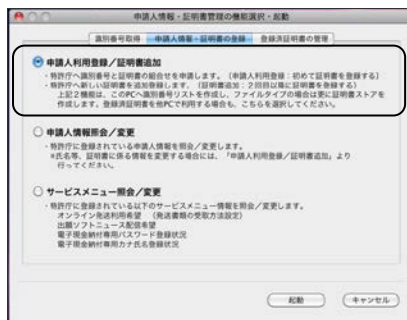 申請人情報・証明書管理の機能選択・起動
識別番号取得 申請人情報・証明書の登録 登録済証明書の管理
申請人利用登録／証明書追加
・特許庁へ識別番号と証明書の組合せを申請します。（申請人利用登録：初めて証明書を登録する）
・特許庁へ新しい証明書を追加登録します。（証明書追加：２回目以降に証明書を登録する）
上記２機能は、このPCへ識別番号リストを作成し、ファイルタイプの場合は更に証明書ストアを
作成します。登録済証明書を他PCで利用する場合も、こちらを選択してください。
申請人情報照会／変更
・特許庁に登録されている申請人情報を照会／変更します。
※氏名等、証明書に係る情報を変更する場合には、「申請人利用登録／証明書追加」より
行ってください。
サービスメニュー照会／変更
・特許庁に登録されている以下のサービスメニュー情報を照会／変更します。
オンライン発送利用希望 （発送書類の受取方法設定）
出願ソフトニュース配信希望
電子現金納付専用パスワード登録状況
電子現金納付専用カナ氏名登録状況
起動 キャンセル